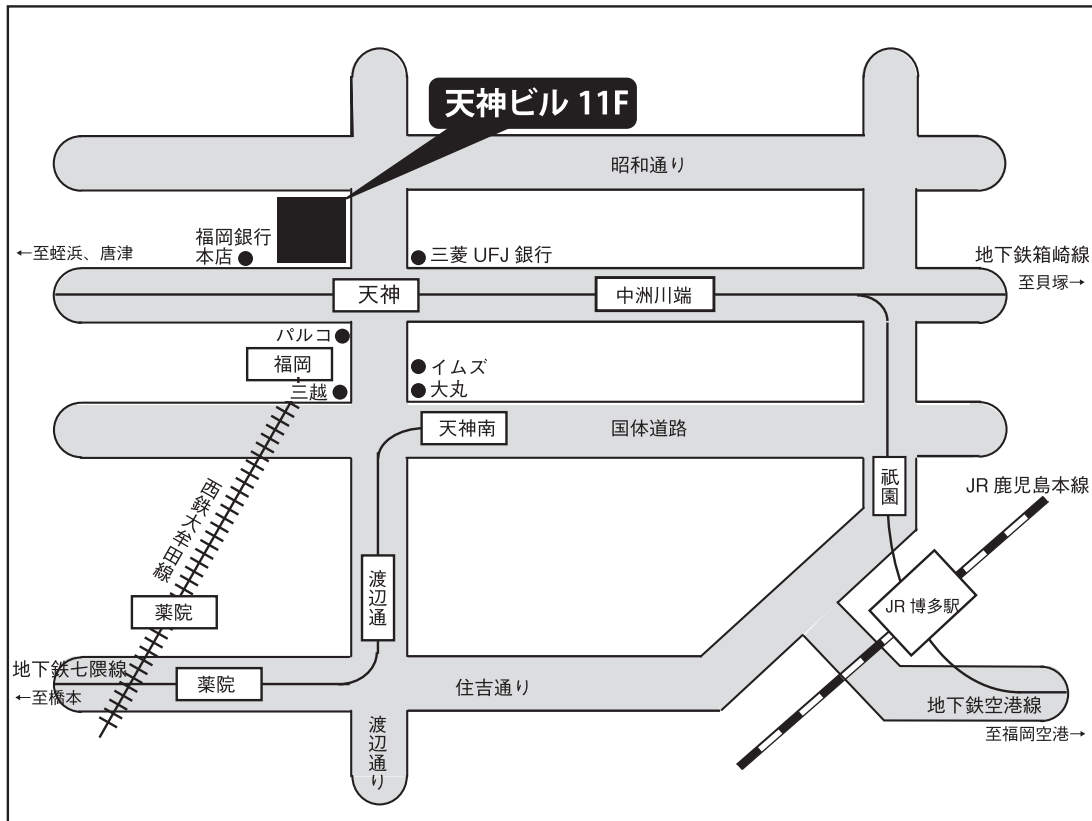 天神ビル 11F
昭和通り
福岡銀行
本店
三菱 UFJ 銀行
←至蛭浜、唐津
地下鉄箱崎線
至貝塚→
天神
中洲川端
パルコ
福岡
三越
イムズ
大丸
天神南
国体道路
祇園
JR 鹿児島本線
西鉄大牟田線
渡辺通
薬院
JR 博多駅
地下鉄七隈線
←至橋本
薬院
住吉通り
地下鉄空港線
至福岡空港→
渡辺通り